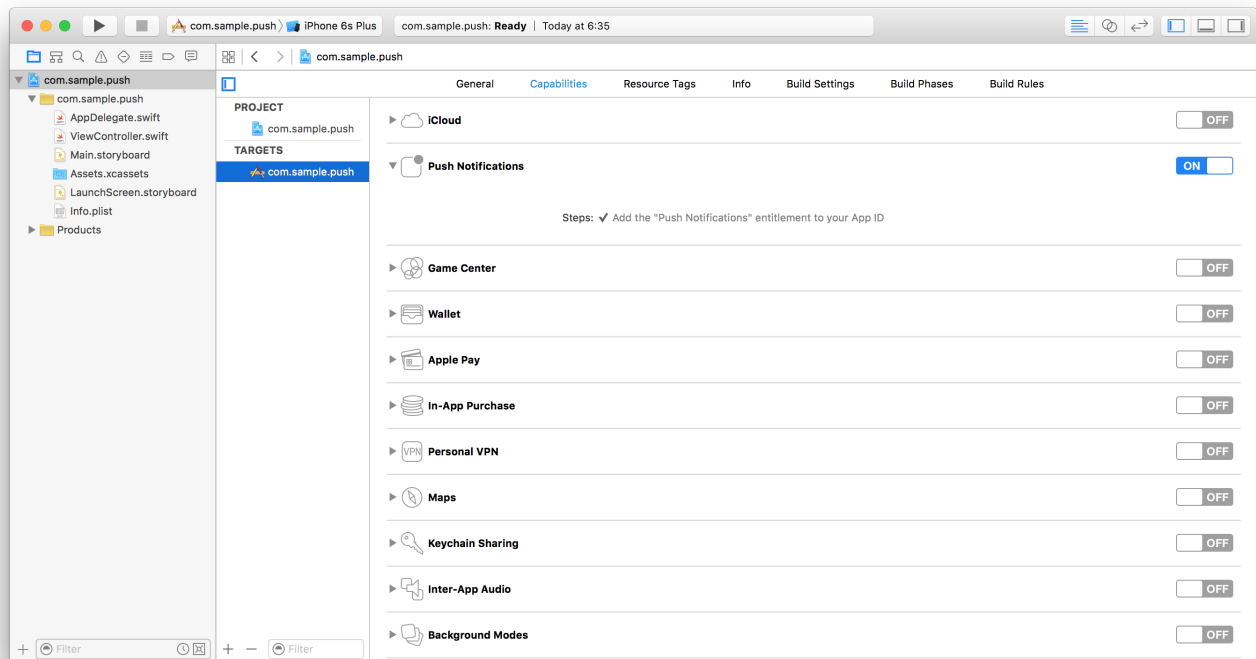 com.sample.push 〉 iPhone 6s Plus
com.sample.push: Ready | Today at 6:35
com.sample.push
com.sample.push
AppDelegate.swift
ViewController.swift
Main.storyboard
Assets.xcassets
LaunchScreen.storyboard
Info.plist
Products
Filter
com.sample.push
General Capabilities Resource Tags Info Build Settings Build Phases Build Rules
PROJECT
com.sample.push
TARGETS
com.sample.push
Filter
iCloud OFF
Push Notifications ON
Steps: ✓ Add the "Push Notifications" entitlement to your App ID
Game Center OFF
Wallet OFF
Apple Pay OFF
In-App Purchase OFF
VPN Personal VPN OFF
Maps OFF
Keychain Sharing OFF
Inter-App Audio OFF
Background Modes OFF